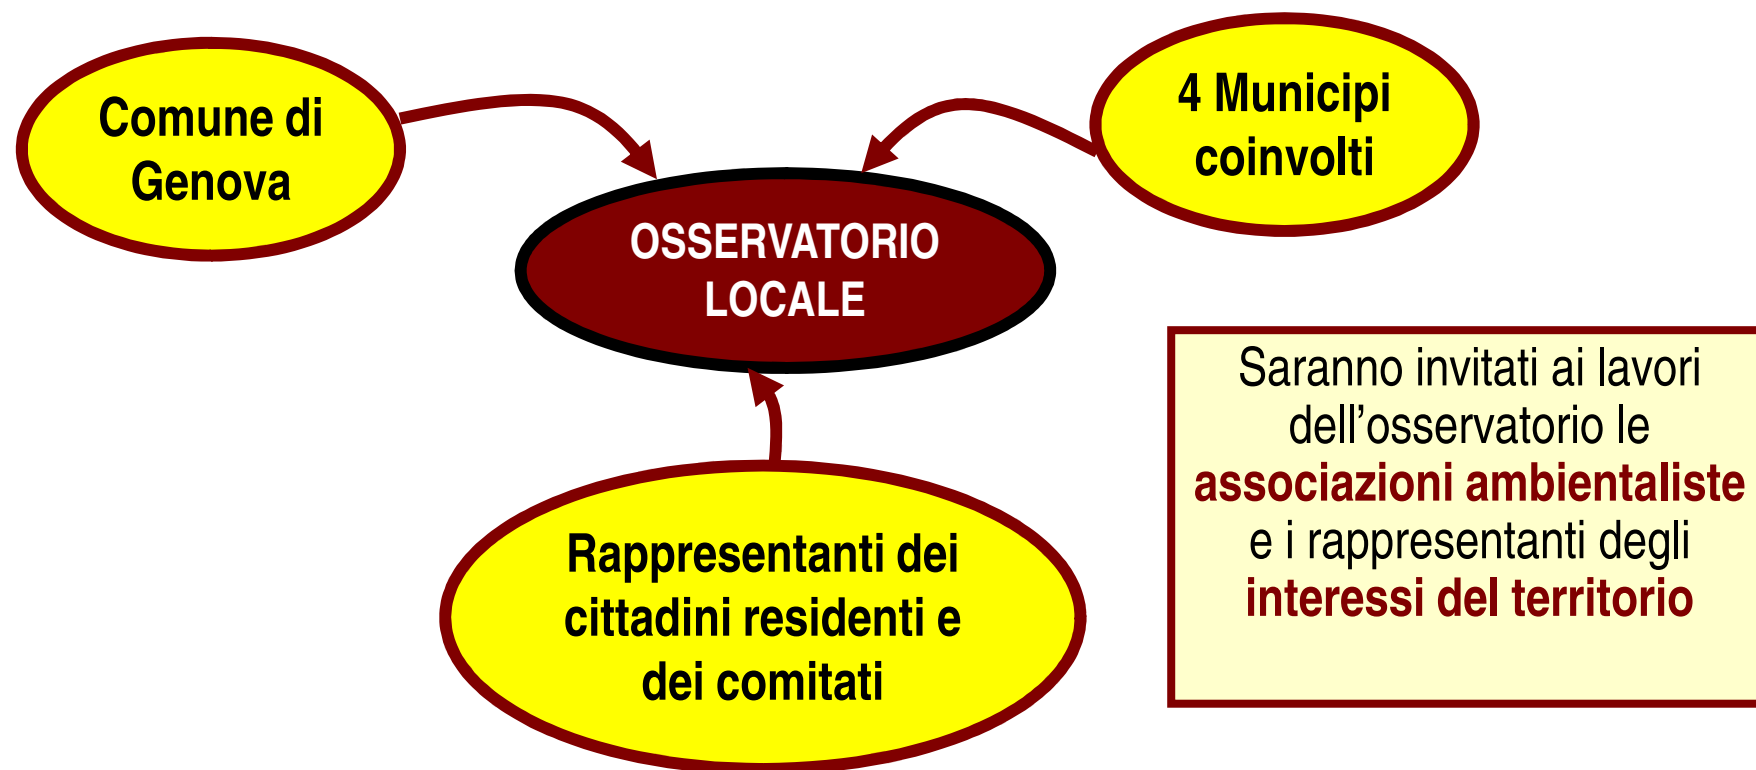 Comune di
Genova
4 Municipi
coinvolti
OSSERVATORIO
LOCALE
Saranno invitati ai lavori
dell’osservatorio le
associazioni ambientaliste
e i rappresentanti degli
interessi del territorio
Rappresentanti dei
cittadini residenti e
dei comitati